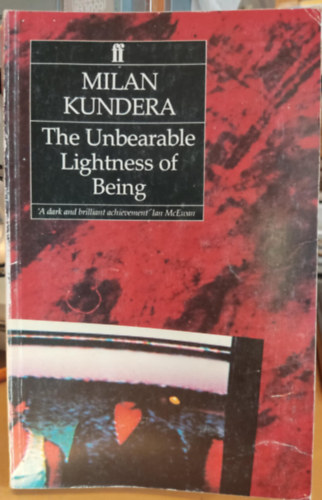 ff
MILAN
KUNDERA
The Unbearable
Lightness of
Being
'A dark and brilliant achievement' Ian McEwan